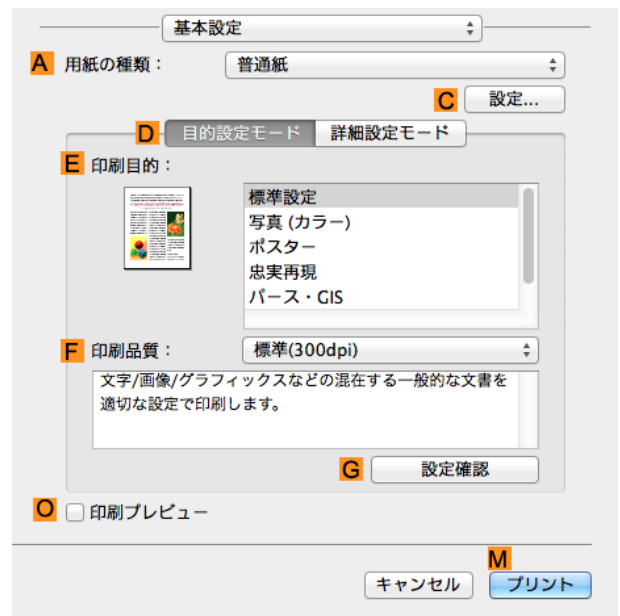 基本設定
A 用紙の種類： 普通紙
C 設定...
D 目的設定モード 詳細設定モード
E 印刷目的：
標準設定
写真 (カラー)
ポスター
忠実再現
パース・GIS
F 印刷品質： 標準(300dpi)
文字/画像/グラフィックスなどの混在する一般的な文書を
適切な設定で印刷します。
G 設定確認
O 印刷プレビュー
M
キャンセル プリント